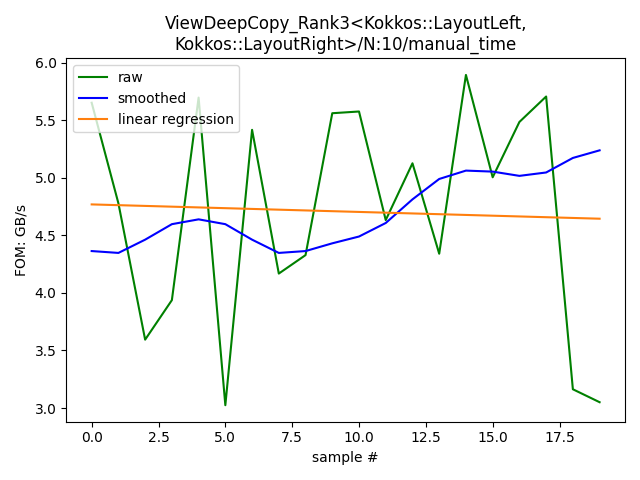 ViewDeepCopy_Rank3<Kokkos::LayoutLeft,
Kokkos::LayoutRight>/N:10/manual_time
raw
smoothed
linear regression
FOM: GB/s
6.0
5.5
5.0
4.5
4.0
3.5
3.0
0.0 2.5 5.0 7.5 10.0 12.5 15.0 17.5
sample #